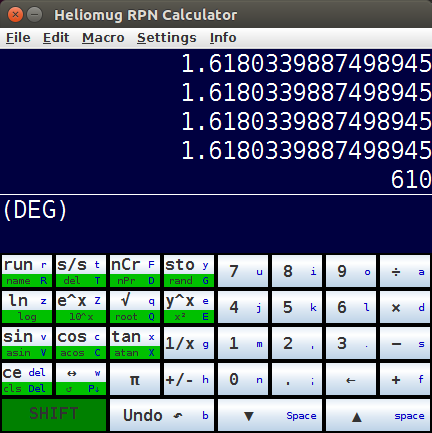 Heliomug RPN Calculator
File Edit Macro Settings Info
1.6180339887498945
1.6180339887498945
1.6180339887498945
1.6180339887498945
610
(DEG)
run r s/s t nCr F sto y 7 u 8 i 9 o ÷ a
name R del T nPr D rand G
ln z e^x Z √ q y^x e 4 j 5 k 6 l × d
log 10^x root Q x² E
sin v cos c tan x 1/x g 1 m 2 , 3 . − s
asin V acos C atan X
ce del ↔ w π +/- h 0 n . ; ← + f
cls Del ↺ P↓
SHIFT Undo ↶ b ▼ Space ▲ space